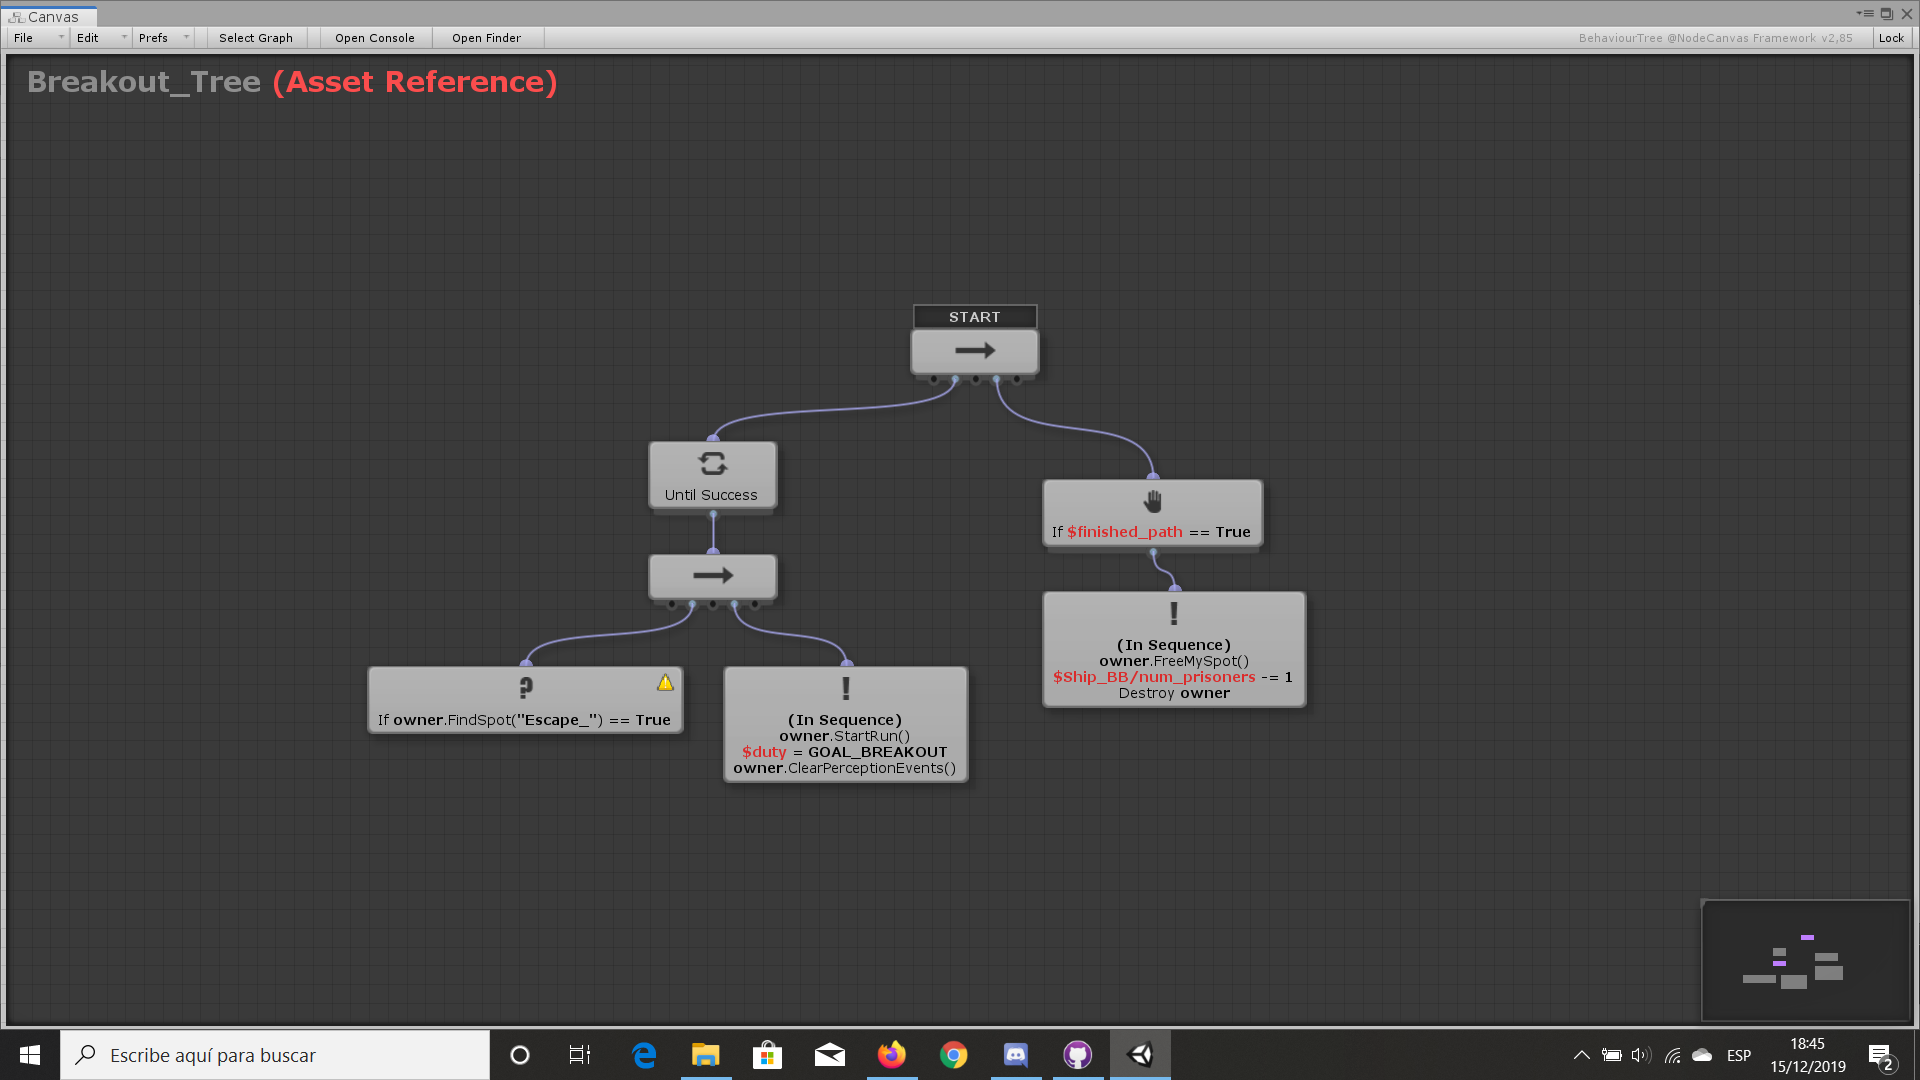 Canvas
File Edit Prefs Select Graph Open Console Open Finder BehaviourTree @NodeCanvas Framework v2,85 Lock
Breakout_Tree (Asset Reference)
START
Until Success
If $finished_path == True
(In Sequence)
owner.FreeMySpot()
$Ship_BB/num_prisoners -= 1
Destroy owner
If owner.FindSpot("Escape_") == True
(In Sequence)
owner.StartRun()
$duty = GOAL_BREAKOUT
owner.ClearPerceptionEvents()
Escribe aquí para buscar
ESP
18:45
15/12/2019
2